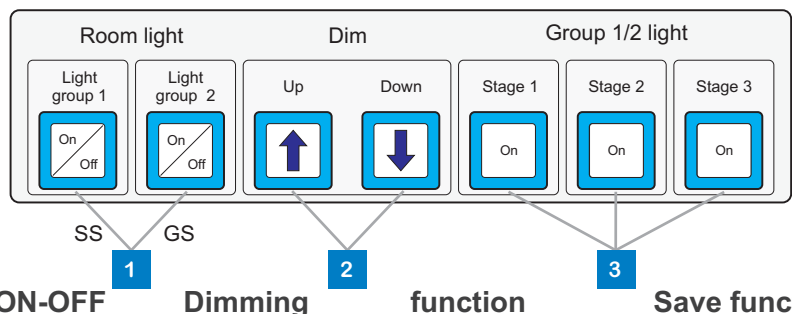 Room light Dim Group 1/2 light
Light group 1
Light group 2
Up Down Stage 1 Stage 2 Stage 3
On Off
On Off
On On On
SS GS
1 2 3
ON-OFF Dimming function Save func